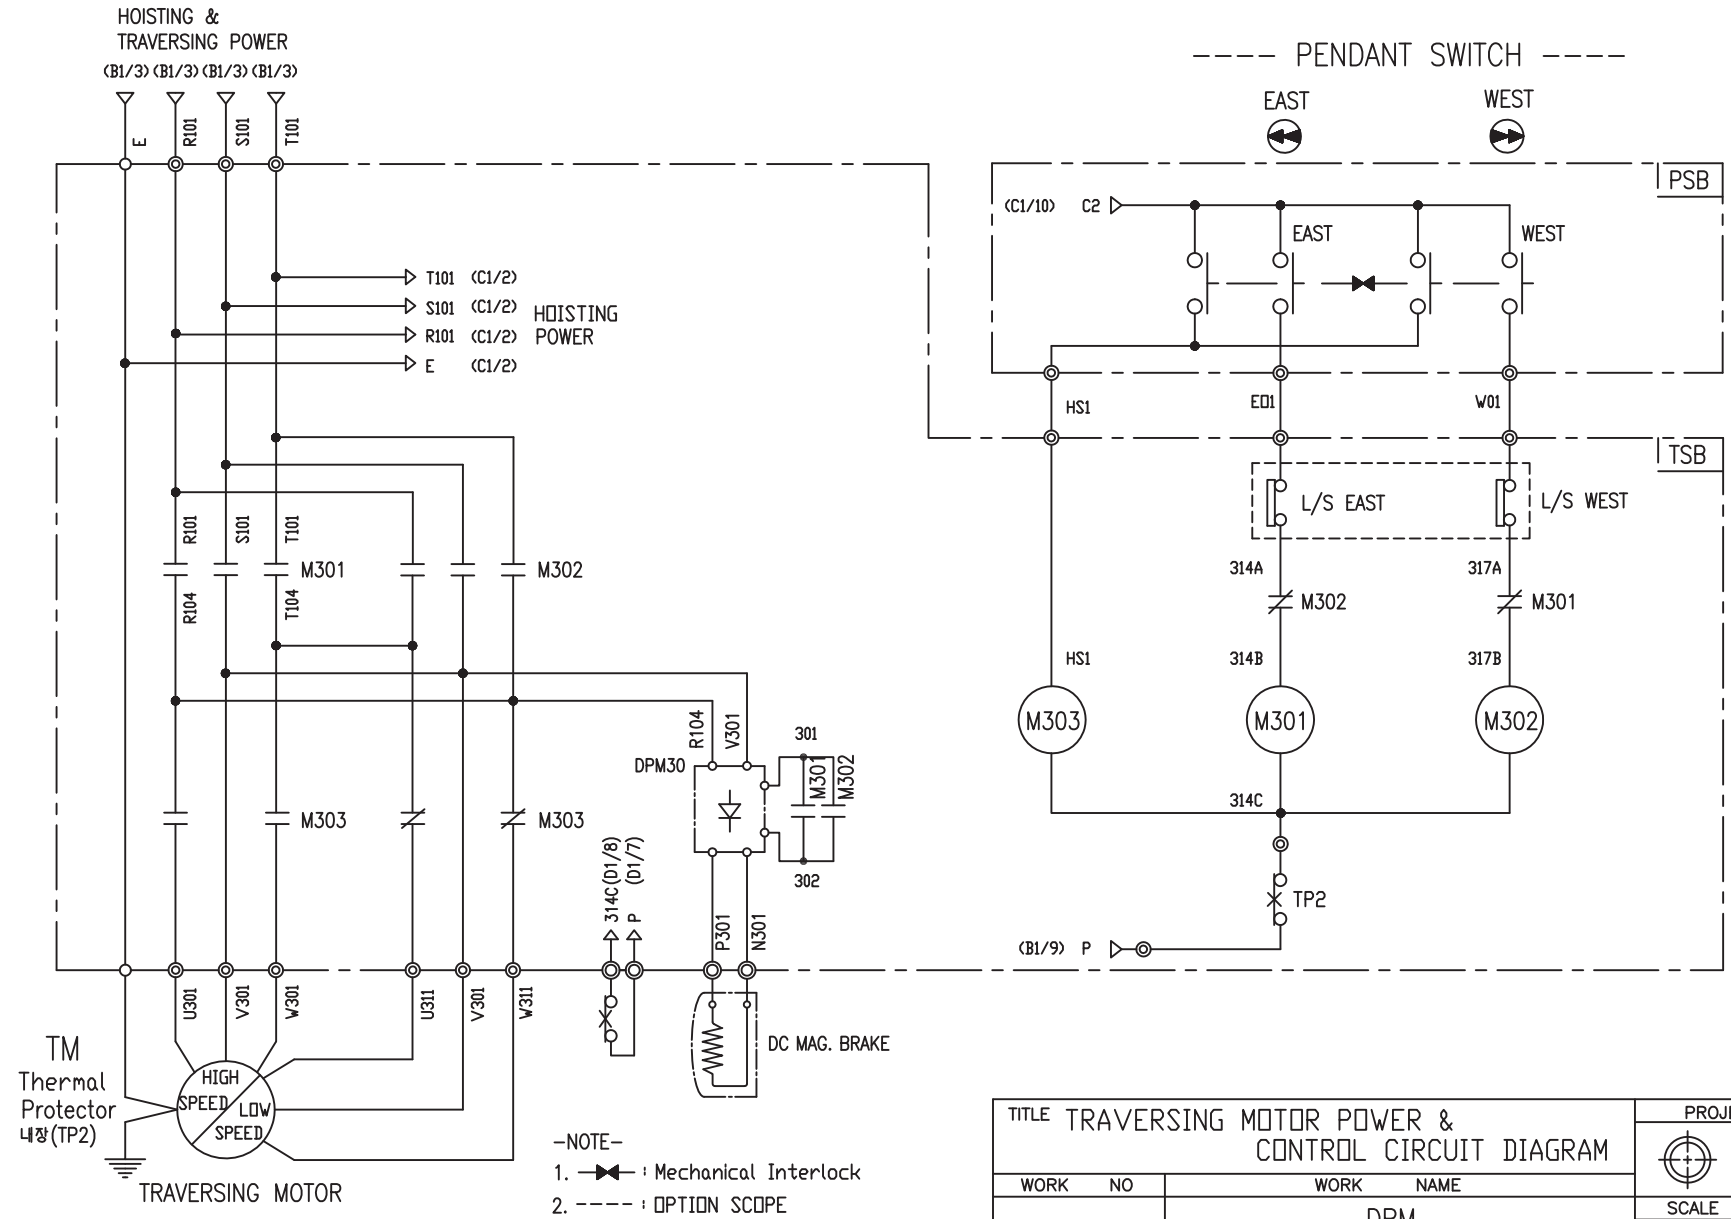 HOISTING &
TRAVERSING POWER
(B1/3) (B1/3) (B1/3) (B1/3)
E R101 S101 T101
T101 (C1/2)
S101 (C1/2)
R101 (C1/2)
E (C1/2)
HOISTING
POWER
R101 S101 T101
M301 M302
R104 T104
R104 V301
DPM30
301
M301 M302
302
M303 M303
314C(D1/8)
P (D1/7)
P301 N301
U301 V301 W301 U311 V301 W311
DC MAG. BRAKE
TM
Thermal
Protector
내장(TP2)
HIGH
SPEED
LOW
SPEED
TRAVERSING MOTOR
-NOTE-
1. : Mechanical Interlock
2. ---- : OPTION SCOPE
---- PENDANT SWITCH ----
EAST WEST
PSB
(C1/10) C2
EAST WEST
HS1 E01 W01
TSB
L/S EAST L/S WEST
314A 317A
M302 M301
HS1 314B 317B
M303 M301 M302
314C
TP2
(B1/9) P
TITLE TRAVERSING MOTOR POWER &
CONTROL CIRCUIT DIAGRAM
WORK NO WORK NAME
DPM
PROJE
SCALE